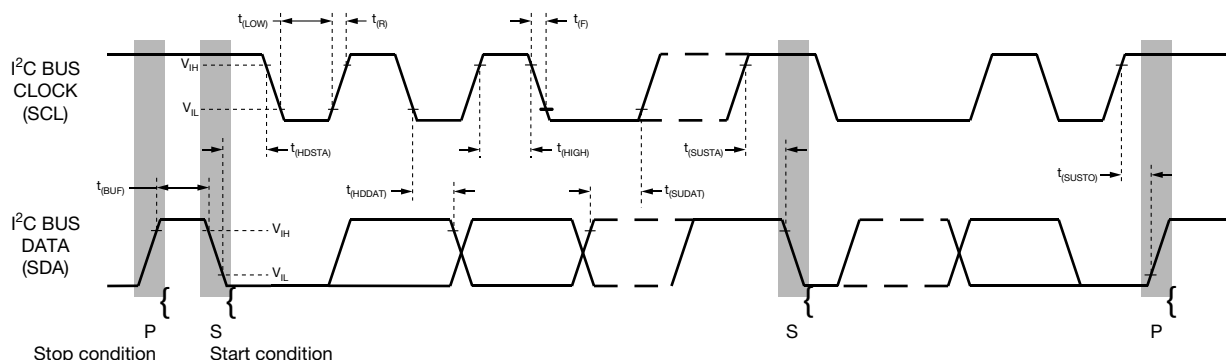 t(LOW)
t(R)
t(F)
I²C BUS
CLOCK
(SCL)
VIH
VIL
t(HDSTA)
t(HIGH)
t(SUSTA)
t(BUF)
t(HDDAT)
t(SUDAT)
t(SUSTO)
I²C BUS
DATA
(SDA)
VIH
VIL
{ { { {
P S S P
Stop condition Start condition